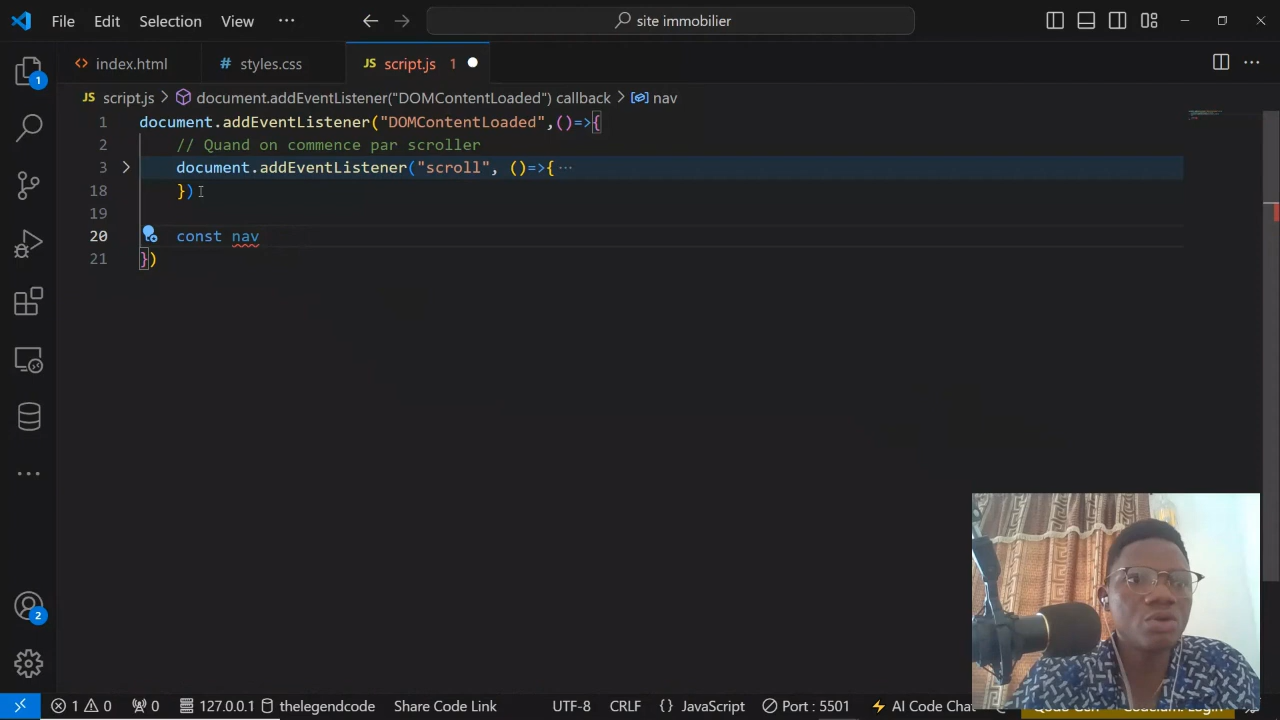 File Edit Selection View ··· site immobilier
index.html styles.css JS script.js 1
JS script.js > document.addEventListener("DOMContentLoaded") callback > nav
1 document.addEventListener("DOMContentLoaded",()=>{
2 // Quand on commence par scroller
3 document.addEventListener("scroll", ()=>{···
18 })
19
20 const nav
21 })
1
2
1 0 0 127.0.0.1 thelegendcode Share Code Link UTF-8 CRLF {} JavaScript Port : 5501 AI Code Chat